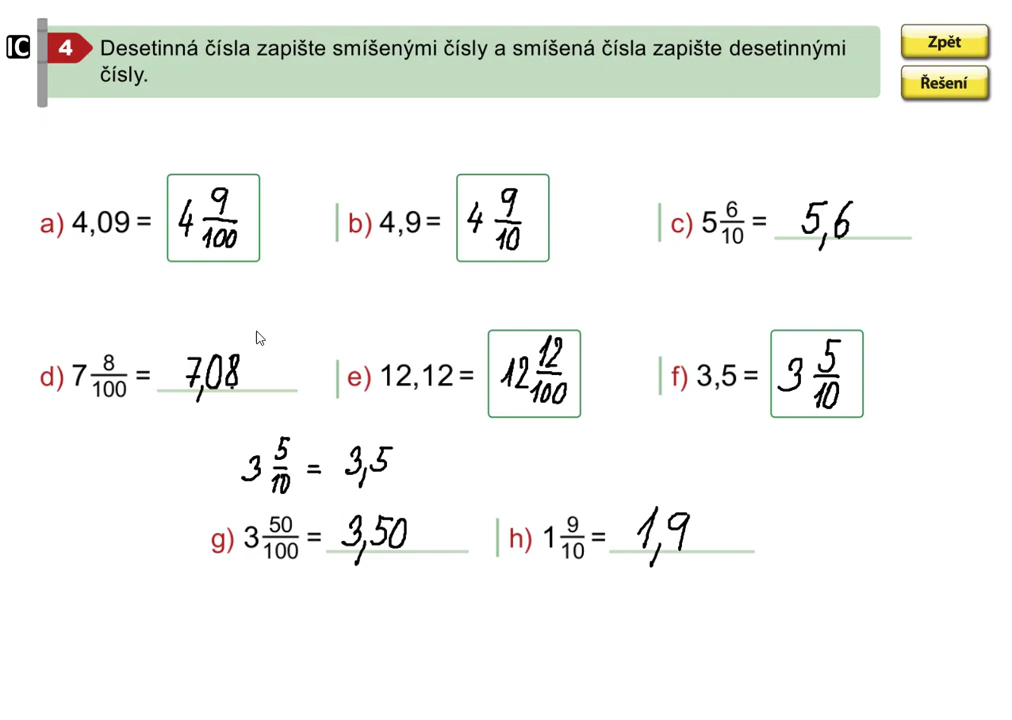 IC 4 Desetinná čísla zapište smíšenými čísly a smíšená čísla zapište desetinnými
čísly.
Zpět
Řešení
a) 4,09 = 4 9/100
b) 4,9 = 4 9/10
c) 5 6/10 = 5,6
d) 7 8/100 = 7,08
e) 12,12 = 12 12/100
f) 3,5 = 3 5/10
3 5/10 = 3,5
g) 3 50/100 = 3,50
h) 1 9/10 = 1,9